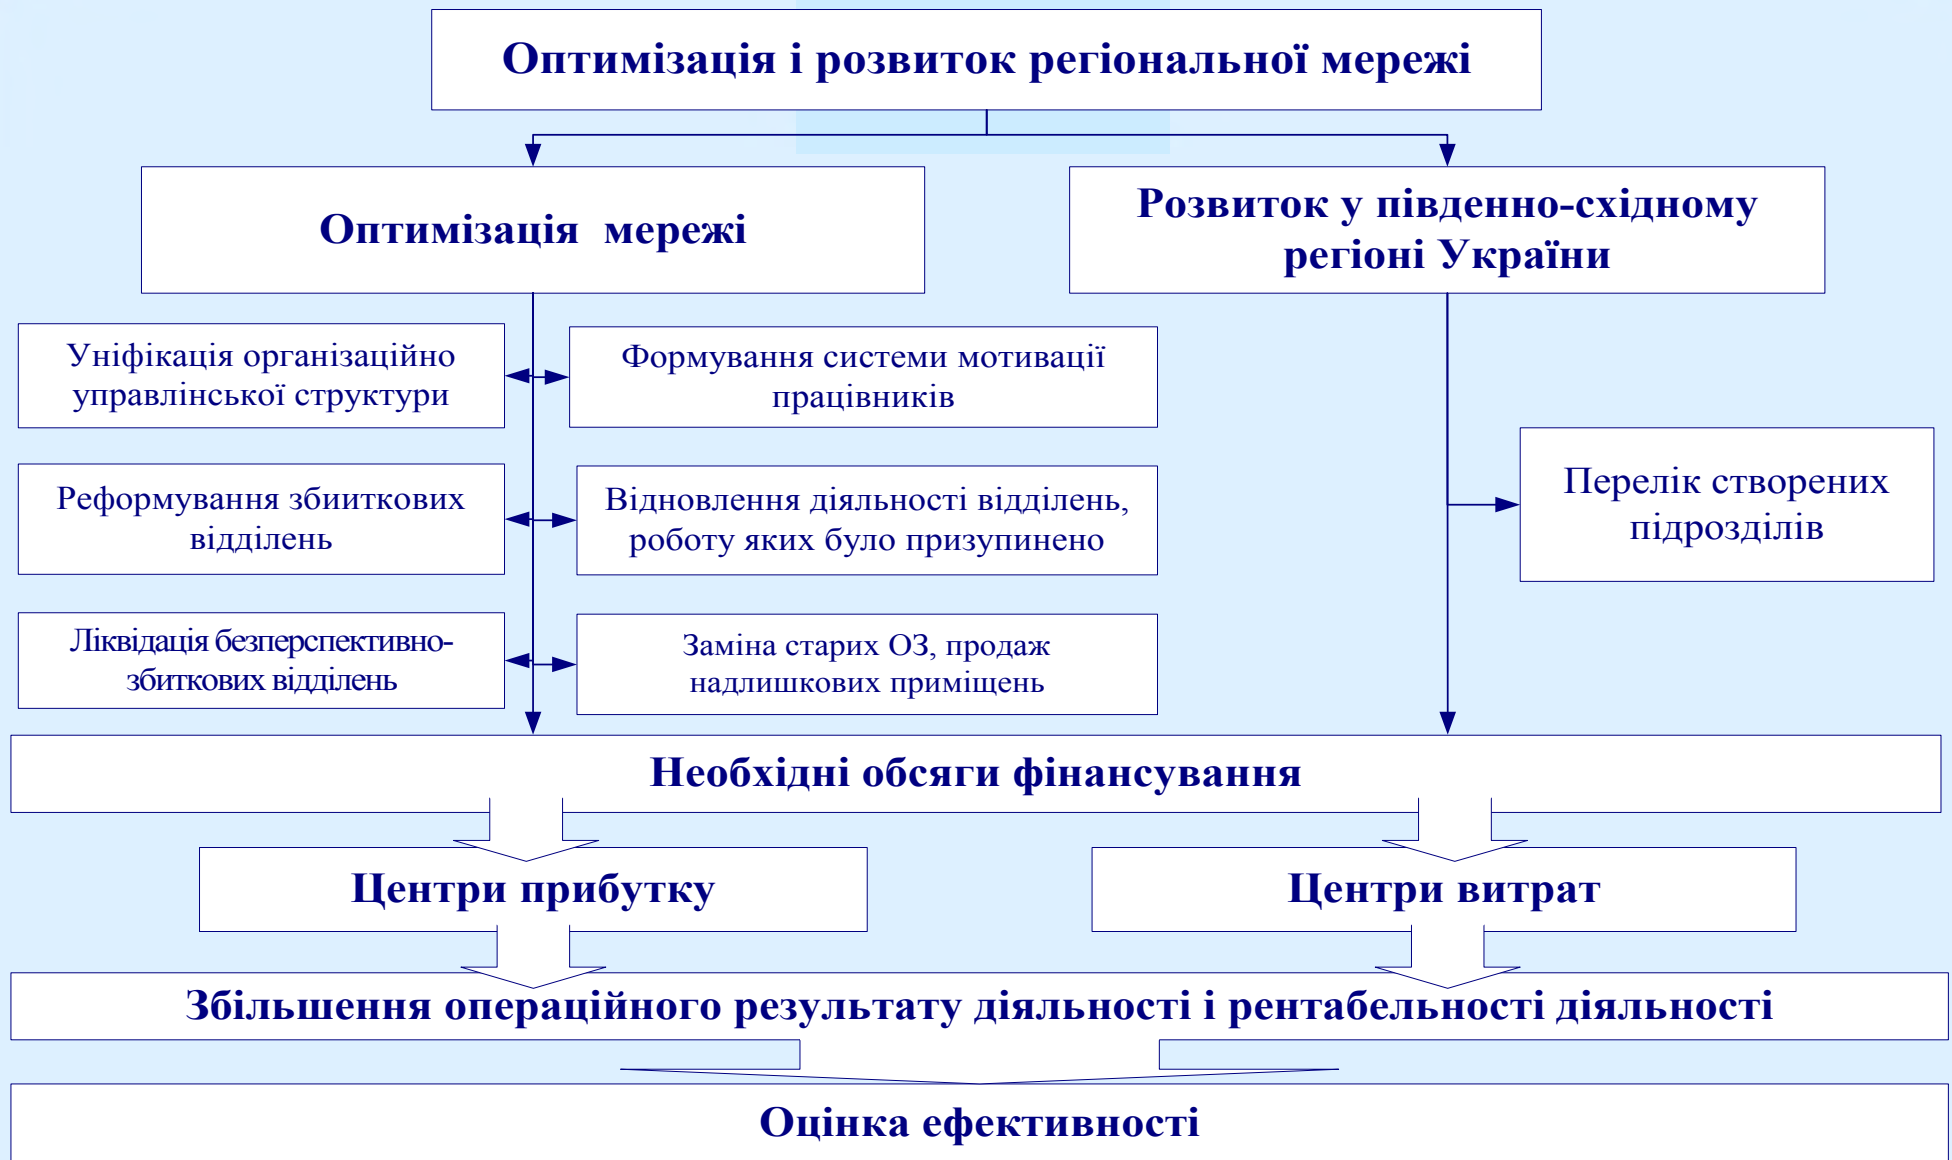 Оптимізація і розвиток регіональної мережі
Оптимізація мережі
Розвиток у південно-східному
регіоні України
Уніфікація організаційно
управлінської структури
Формування системи мотивації
працівників
Реформування збииткових
відділень
Відновлення діяльності відділень,
роботу яких було призупинено
Перелік створених
підрозділів
Ліквідація безперспективно-
збиткових відділень
Заміна старих ОЗ, продаж
надлишкових приміщень
Необхідні обсяги фінансування
Центри прибутку
Центри витрат
Збільшення операційного результату діяльності і рентабельності діяльності
Оцінка ефективності